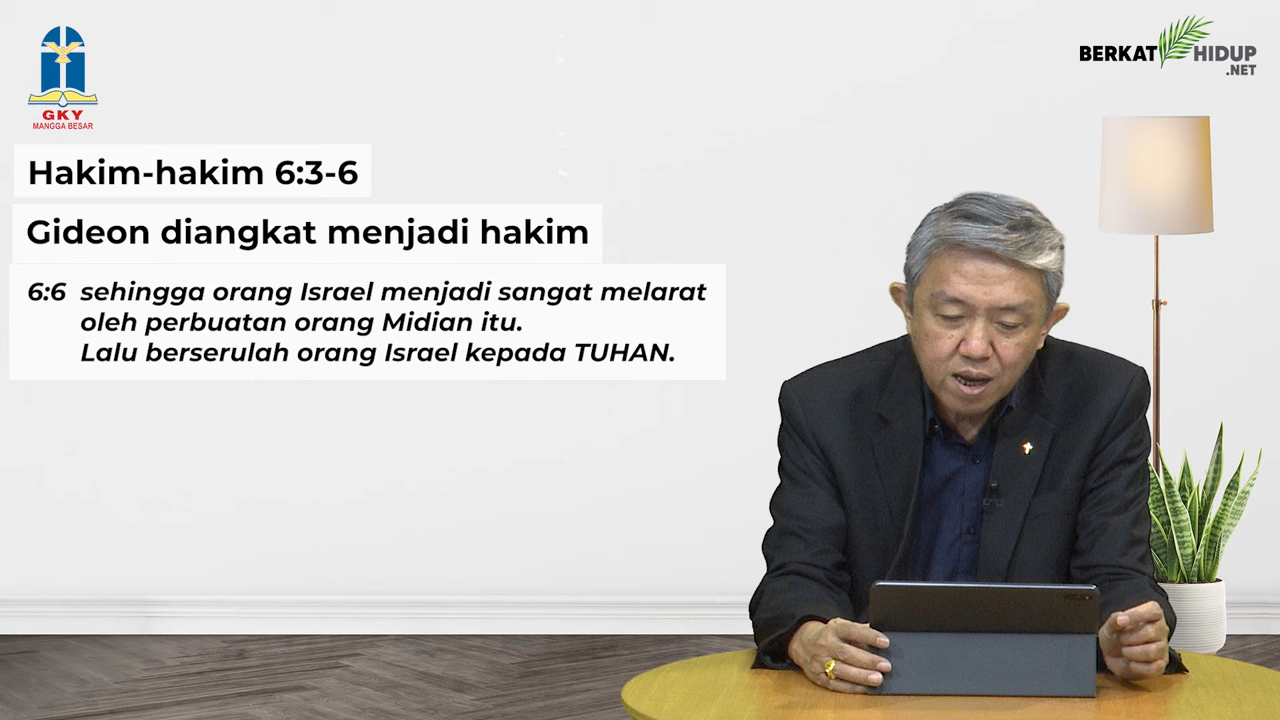 GKY
MANGGA BESAR
BERKAT HIDUP
.NET
Hakim-hakim 6:3-6
Gideon diangkat menjadi hakim
6:6 sehingga orang Israel menjadi sangat melarat
oleh perbuatan orang Midian itu.
Lalu berserulah orang Israel kepada TUHAN.